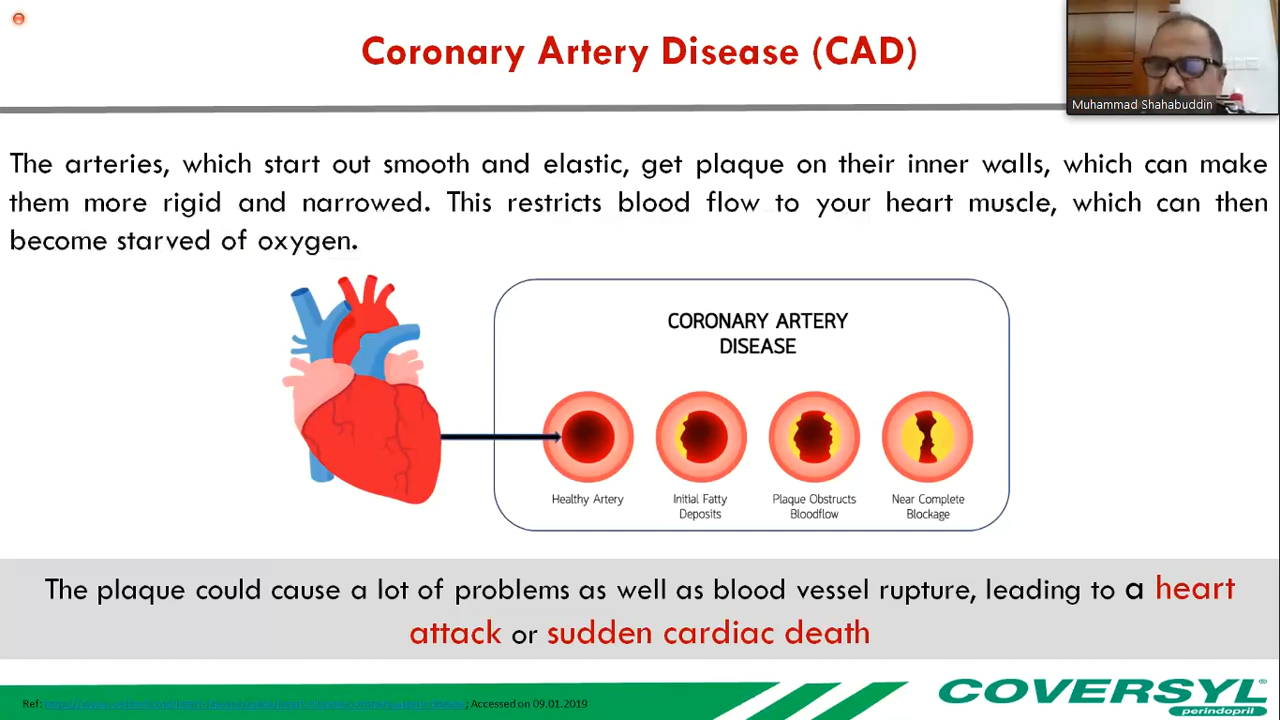 Coronary Artery Disease (CAD)
Muhammad Shahabuddin
The arteries, which start out smooth and elastic, get plaque on their inner walls, which can make
them more rigid and narrowed. This restricts blood flow to your heart muscle, which can then
become starved of oxygen.
CORONARY ARTERY
DISEASE
Healthy Artery
Initial Fatty
Deposits
Plaque Obstructs
Bloodflow
Near Complete
Blockage
The plaque could cause a lot of problems as well as blood vessel rupture, leading to a heart
attack or sudden cardiac death
Ref: ; Accessed on 09.01.2019
COVERSYL®
perindopril